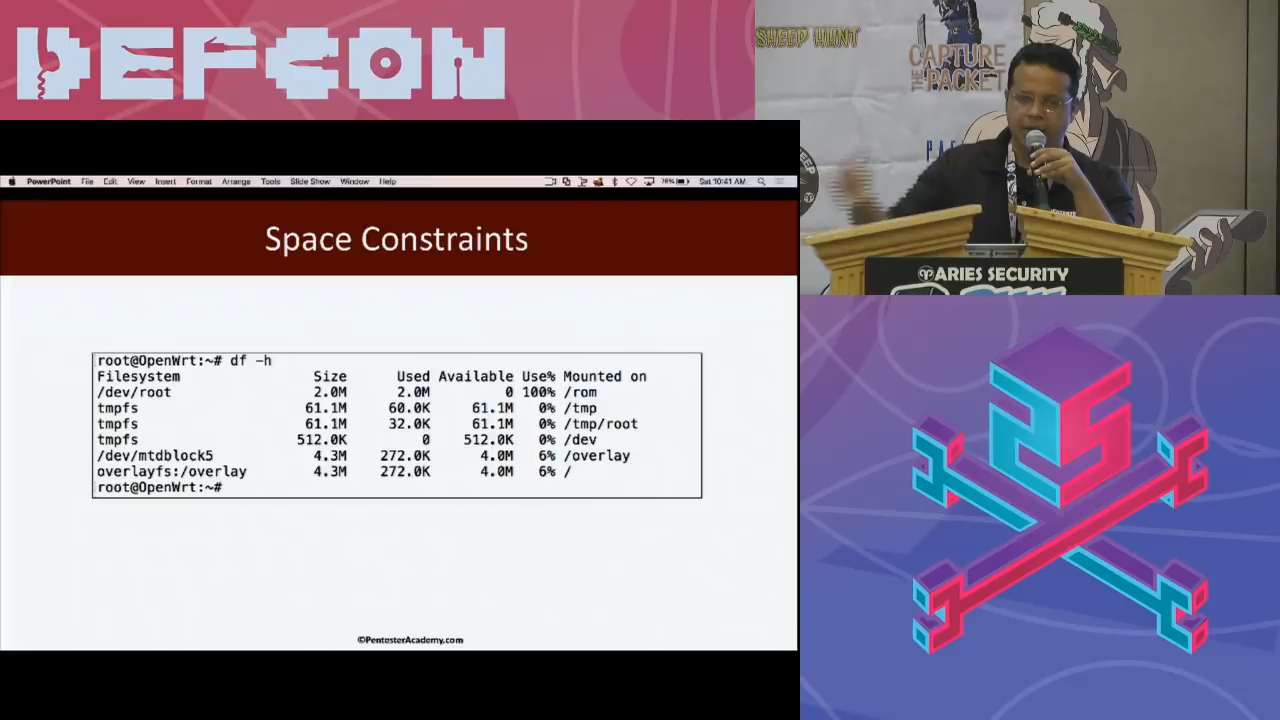 DEFCON
SHEEP HUNT
CAPTURE
THE PACKET
ARIES SECURITY
PowerPoint File Edit View Insert Format Arrange Tools Slide Show Window Help 78% Sat 10:41 AM
Space Constraints
root@OpenWrt:~# df -h
Filesystem Size Used Available Use% Mounted on
/dev/root 2.0M 2.0M 0 100% /rom
tmpfs 61.1M 60.0K 61.1M 0% /tmp
tmpfs 61.1M 32.0K 61.1M 0% /tmp/root
tmpfs 512.0K 0 512.0K 0% /dev
/dev/mtdblock5 4.3M 272.0K 4.0M 6% /overlay
overlayfs:/overlay 4.3M 272.0K 4.0M 6% /
root@OpenWrt:~#
©PentesterAcademy.com
25